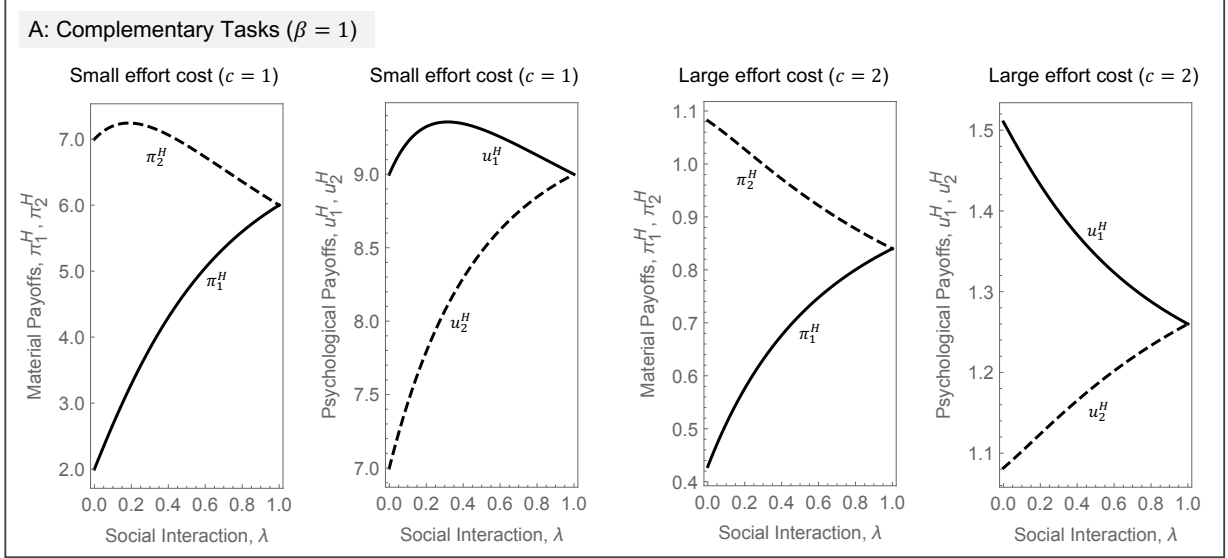 A: Complementary Tasks (β = 1)
Small effort cost (c = 1)
Material Payoffs, π₁ᴴ, π₂ᴴ
7.0
6.0
5.0
4.0
3.0
2.0
π₂ᴴ
π₁ᴴ
0.0 0.2 0.4 0.6 0.8 1.0
Social Interaction, λ
Small effort cost (c = 1)
Psychological Payoffs, u₁ᴴ, u₂ᴴ
9.0
8.5
8.0
7.5
7.0
u₁ᴴ
u₂ᴴ
0.0 0.2 0.4 0.6 0.8 1.0
Social Interaction, λ
Large effort cost (c = 2)
Material Payoffs, π₁ᴴ, π₂ᴴ
1.1
1.0
0.9
0.8
0.7
0.6
0.5
0.4
π₂ᴴ
π₁ᴴ
0.0 0.2 0.4 0.6 0.8 1.0
Social Interaction, λ
Large effort cost (c = 2)
Psychological Payoffs, u₁ᴴ, u₂ᴴ
1.5
1.4
1.3
1.2
1.1
u₁ᴴ
u₂ᴴ
0.0 0.2 0.4 0.6 0.8 1.0
Social Interaction, λ